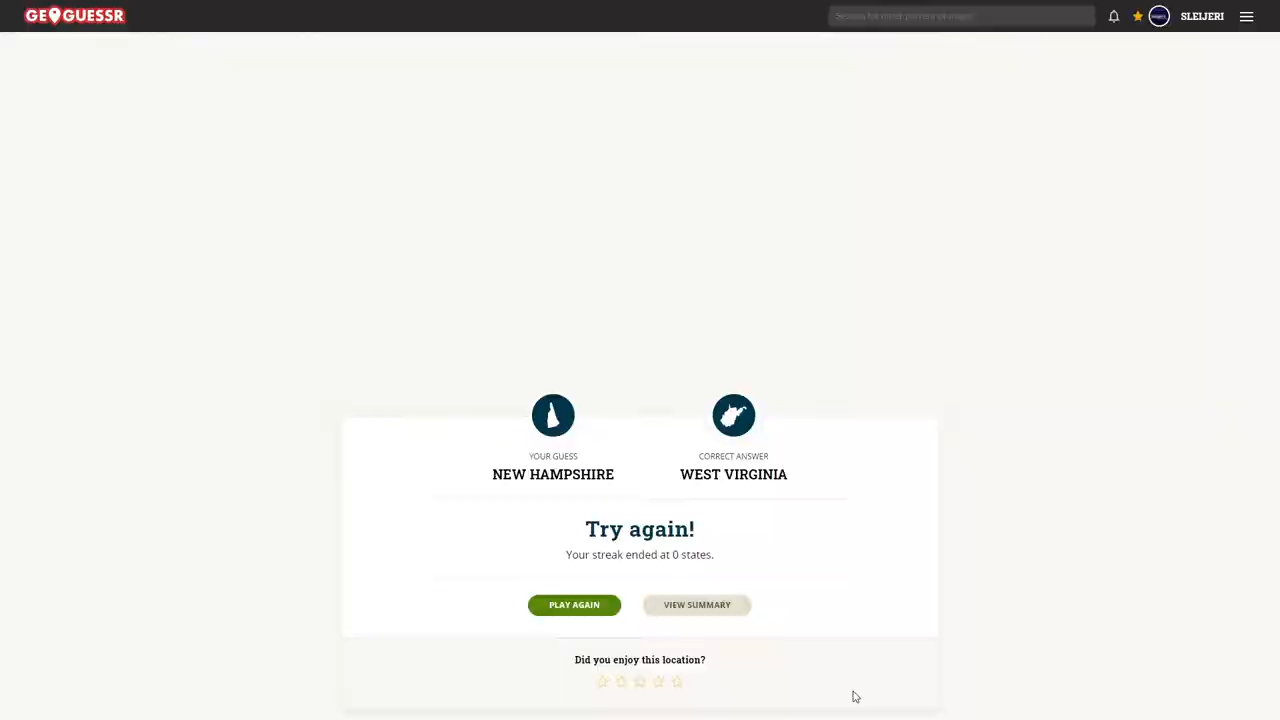 GEOGUESSR
SLEIJERI
YOUR GUESS
NEW HAMPSHIRE
CORRECT ANSWER
WEST VIRGINIA
Try again!
Your streak ended at 0 states.
PLAY AGAIN
VIEW SUMMARY
Did you enjoy this location?